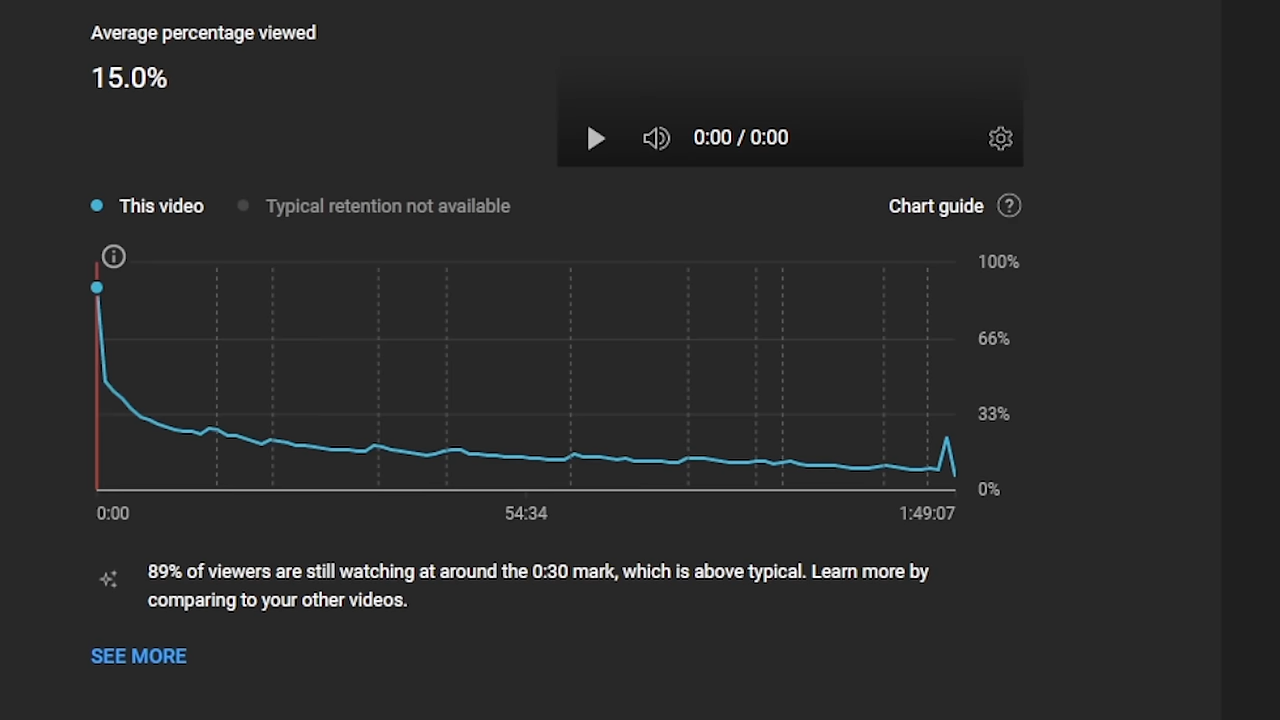 Average percentage viewed
15.0%
0:00 / 0:00
This video
Typical retention not available
Chart guide
100%
66%
33%
0%
0:00
54:34
1:49:07
89% of viewers are still watching at around the 0:30 mark, which is above typical. Learn more by
comparing to your other videos.
SEE MORE